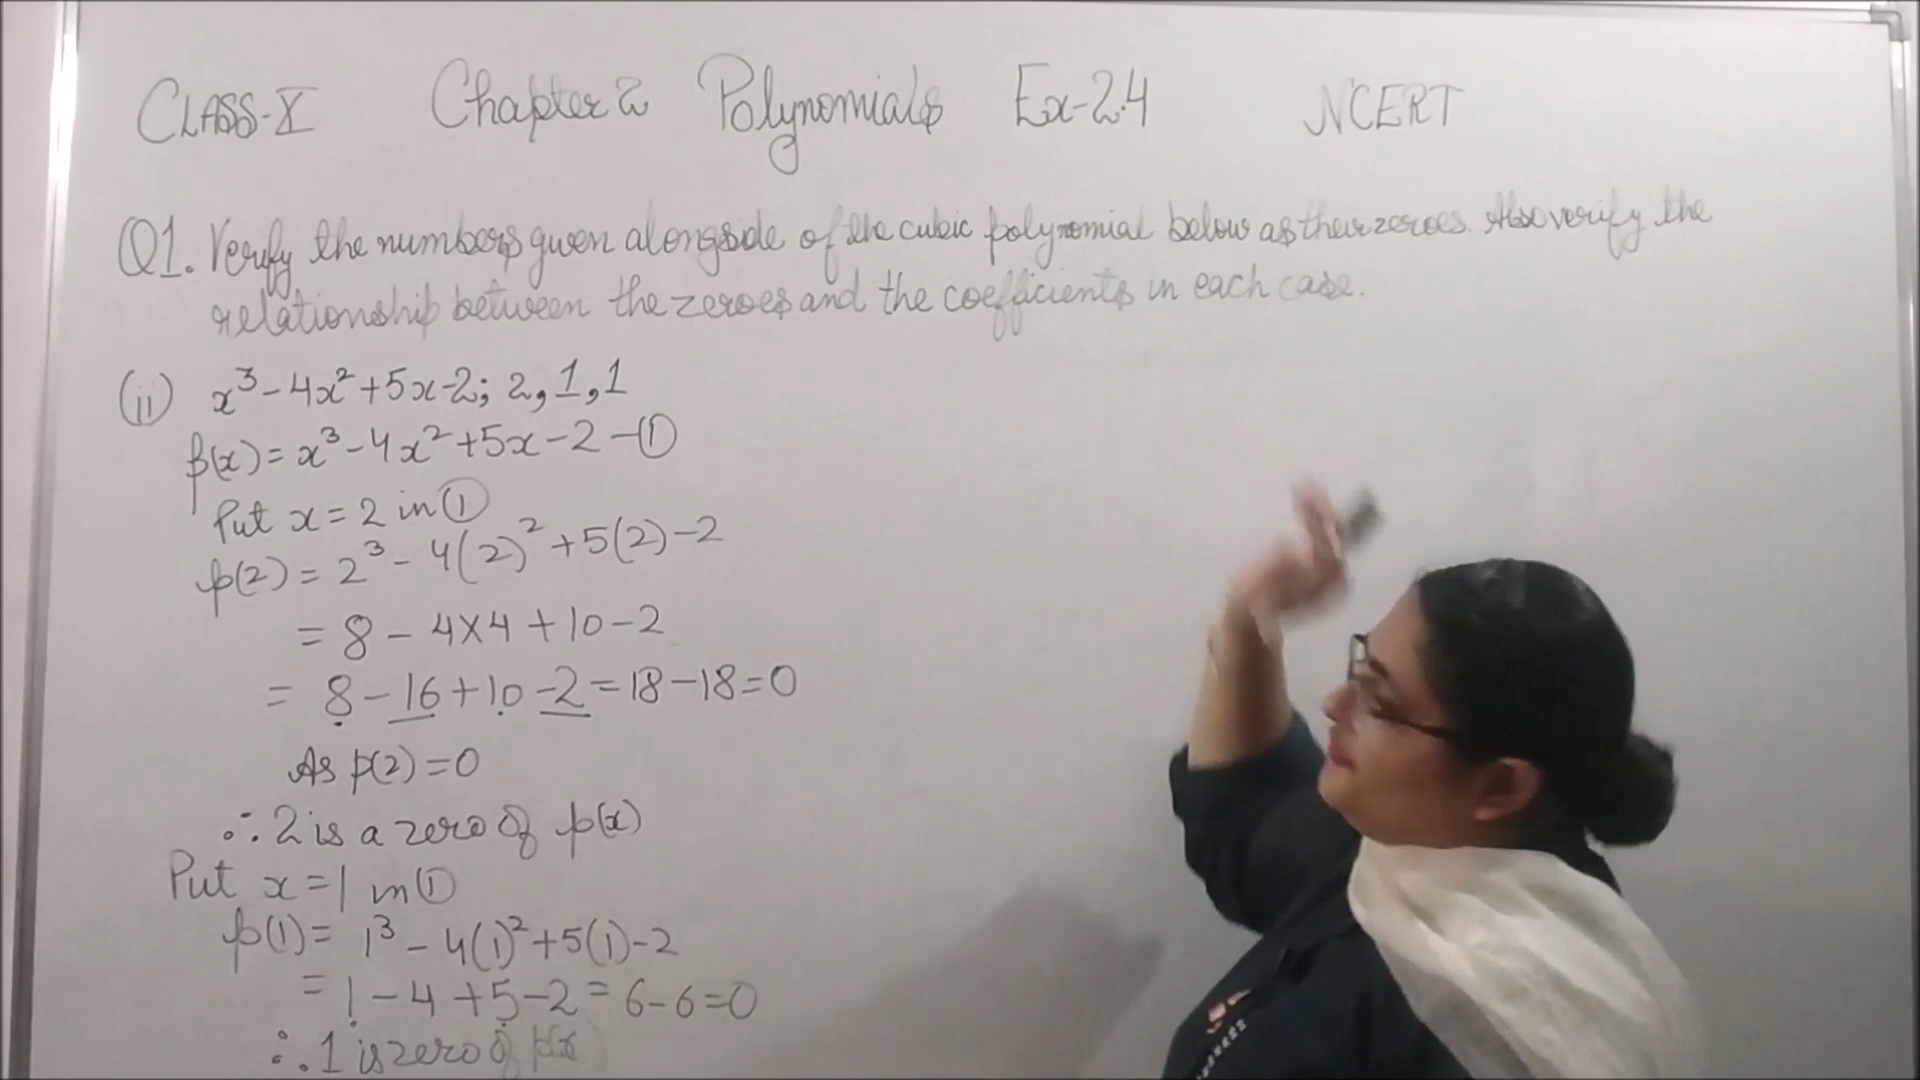 CLASS-X Chapter 2 Polynomials Ex-2.4 NCERT
Q1. Verify the numbers given alongside of the cubic polynomial below as their zeroes. Also verify the
relationship between the zeroes and the coefficients in each case.
(ii) x³-4x²+5x-2; 2,1,1
p(x)=x³-4x²+5x-2-①
Put x=2 in ①
p(2)=2³-4(2)²+5(2)-2
=8-4×4+10-2
=8-16+10-2=18-18=0
As p(2)=0
∴ 2 is a zero of p(x)
Put x=1 in ①
p(1)=1³-4(1)²+5(1)-2
=1-4+5-2=6-6=0
∴ 1 is zero of p(x